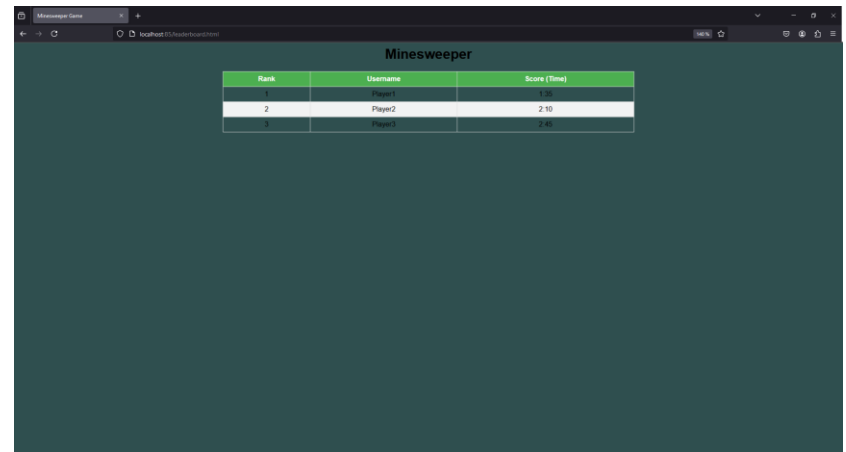 Minesweeper Game
localhost:83/leaderboard.html
140%
Minesweeper
Rank Username Score (Time)
1 Player1 1:35
2 Player2 2:10
3 Player3 2:45